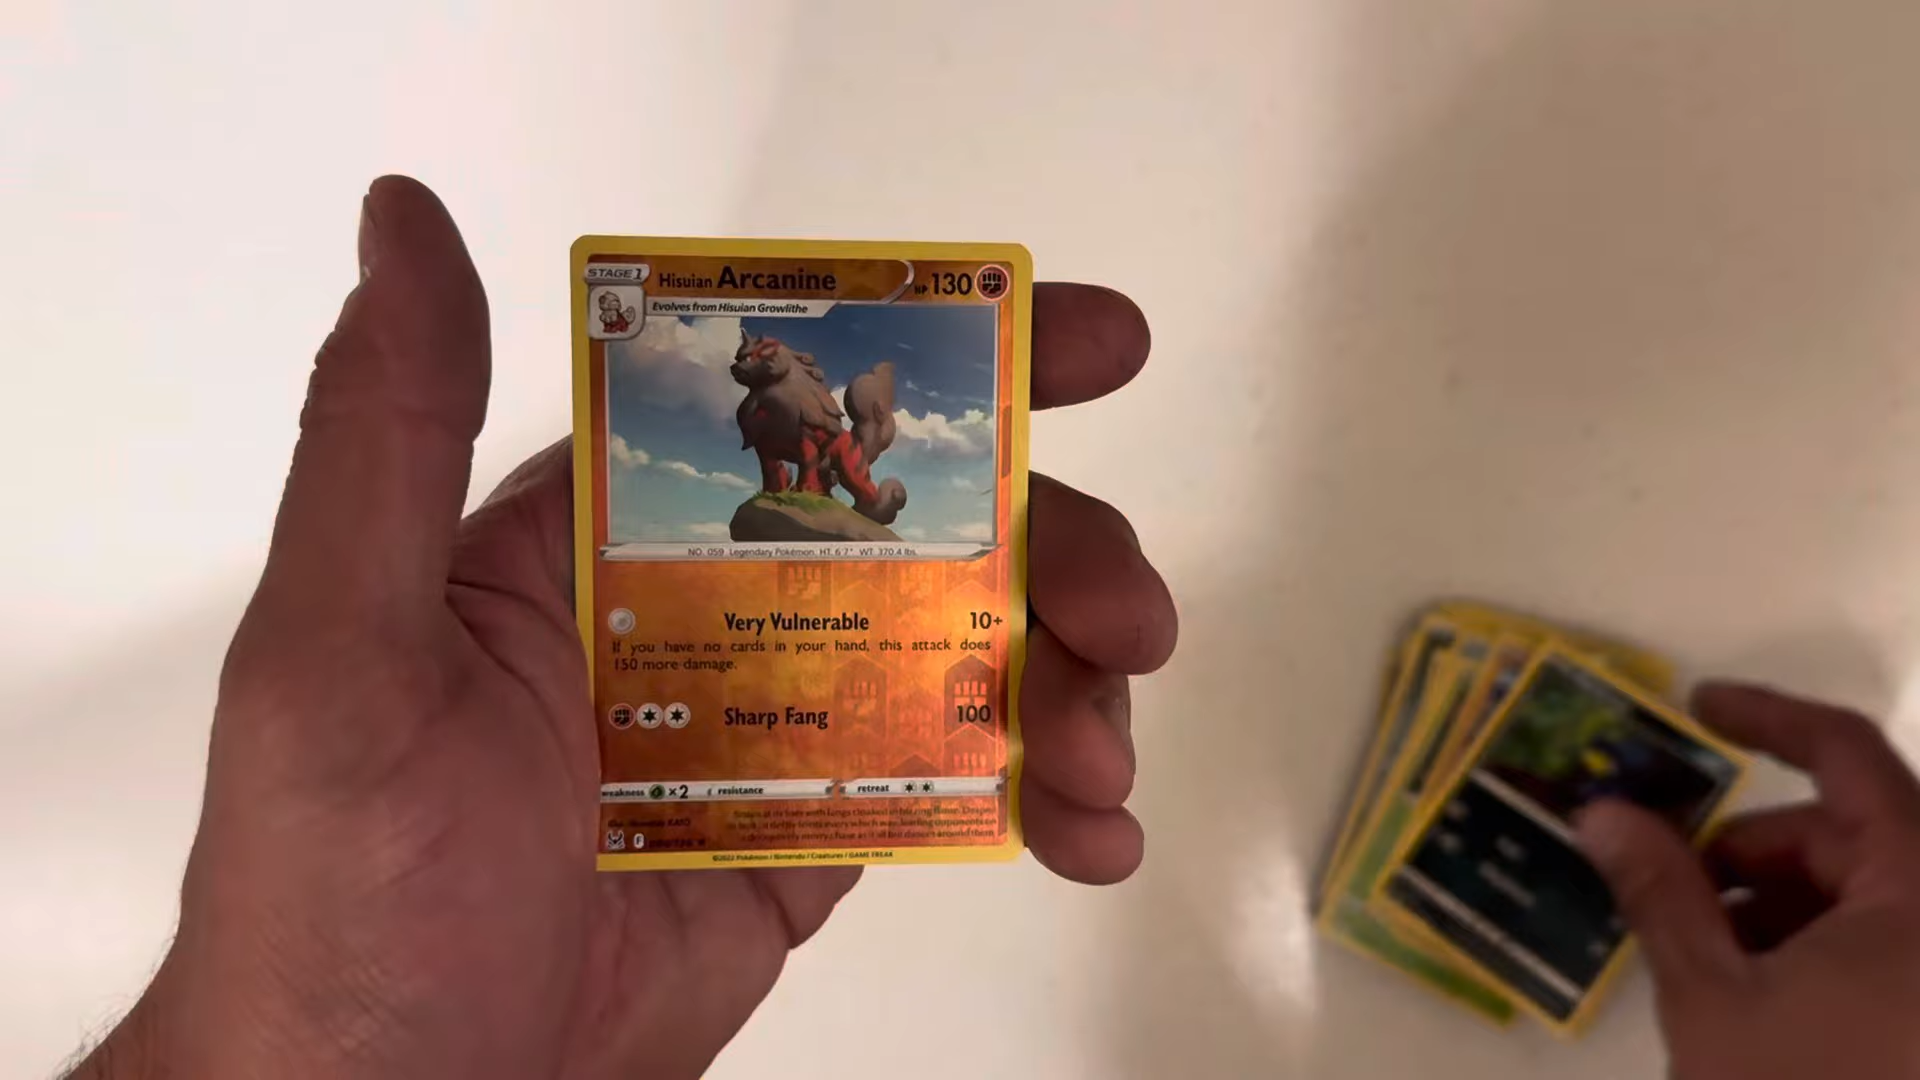 STAGE 1
Hisuian Arcanine HP 130
Evolves from Hisuian Growlithe
NO. 059 Legendary Pokémon. HT. 6'7" WT. 370.4 lbs.
Very Vulnerable 10+
If you have no cards in your hand, this attack does
150 more damage.
Sharp Fang 100
weakness ×2 resistance retreat
F
©2022 Pokémon / Nintendo / Creatures / GAME FREAK